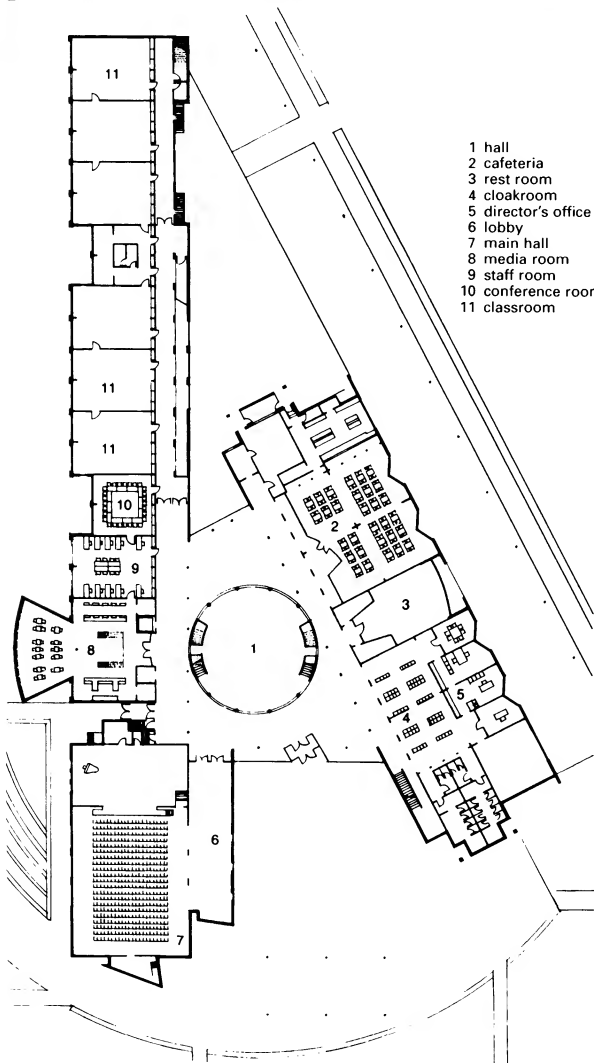 11
1 hall
2 cafeteria
3 rest room
4 cloakroom
5 director's office
6 lobby
7 main hall
8 media room
9 staff room
10 conference roor
11 classroom
11
11
10
2
9
3
1
8
5
4
6
7